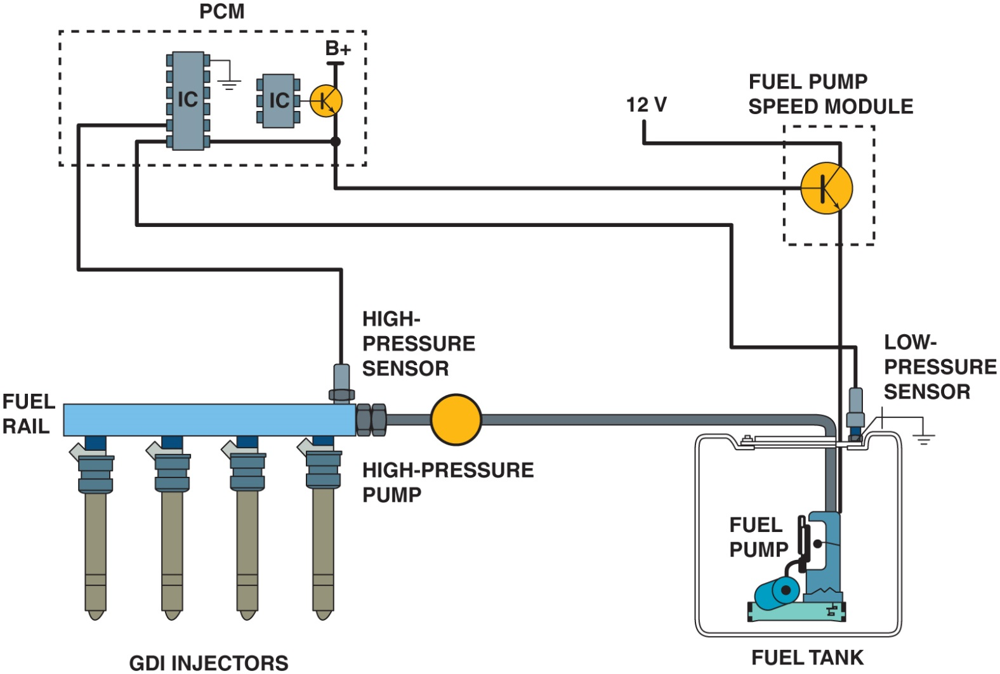 PCM
B+
IC
IC
12 V
FUEL PUMP
SPEED MODULE
HIGH-
PRESSURE
SENSOR
LOW-
PRESSURE
SENSOR
FUEL
RAIL
HIGH-PRESSURE
PUMP
FUEL
PUMP
GDI INJECTORS
FUEL TANK